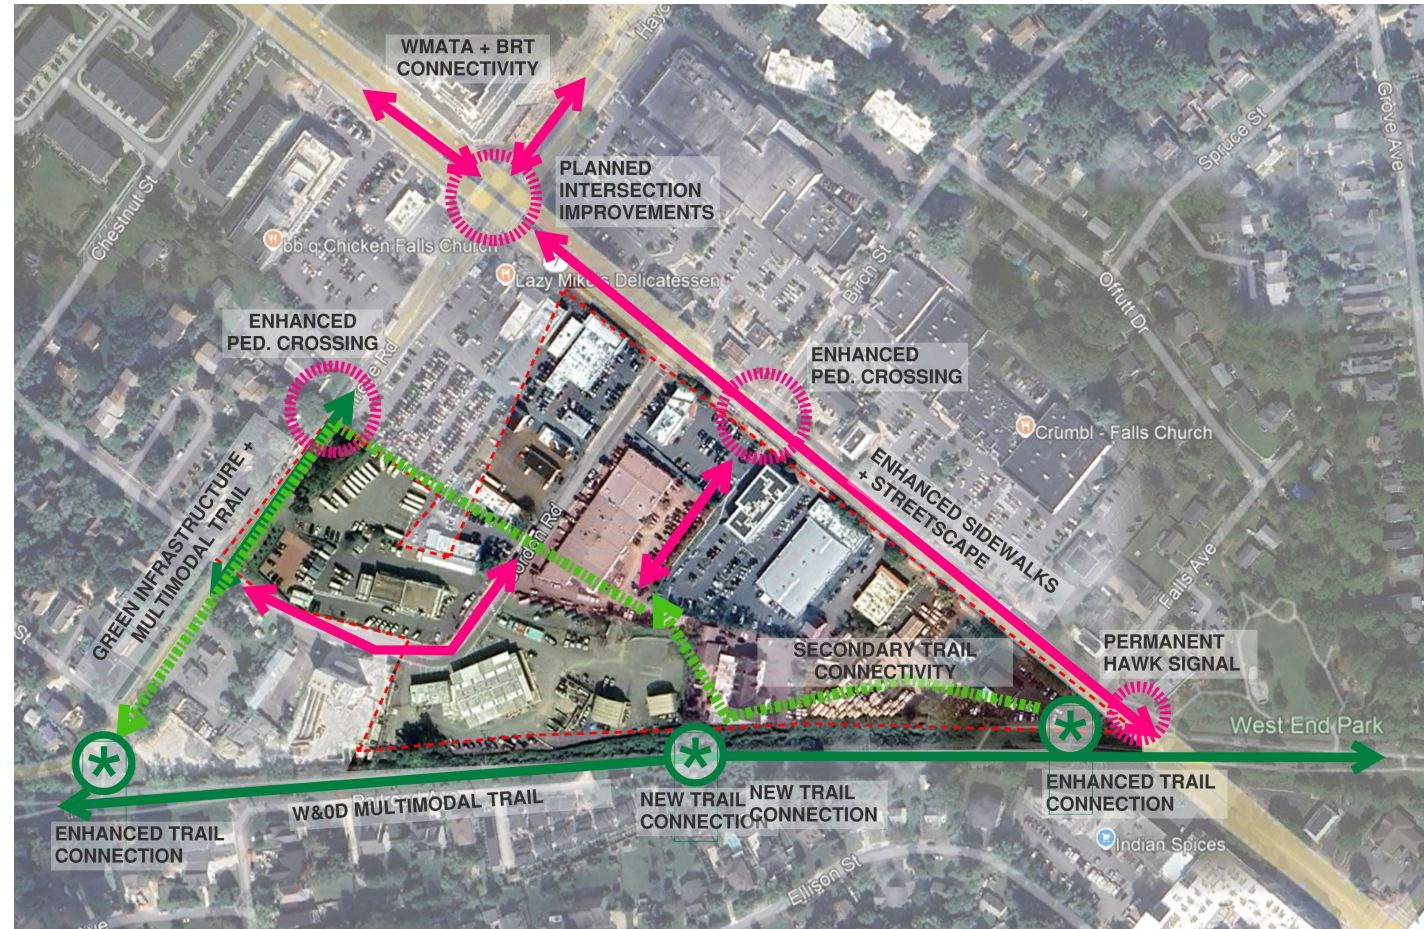 WMATA + BRT
CONNECTIVITY
PLANNED
INTERSECTION
IMPROVEMENTS
Chestnut St
Spruce St
Grove Ave
bb.q Chicken Falls Church
Lazy Mike's Delicatessen
Birch St
Offutt Dr
ENHANCED
PED. CROSSING
ENHANCED
PED. CROSSING
Crumbl - Falls Church
GREEN INFRASTRUCTURE +
MULTIMODAL TRAIL
ENHANCED SIDEWALKS
+ STREETSCAPE
Falls Ave
St
SECONDARY TRAIL
CONNECTIVITY
PERMANENT
HAWK SIGNAL
West End Park
*
*
*
W&0D MULTIMODAL TRAIL
NEW TRAIL
CONNECTION
NEW TRAIL
CONNECTION
ENHANCED TRAIL
CONNECTION
ENHANCED TRAIL
CONNECTION
Indian Spices
Ellison St